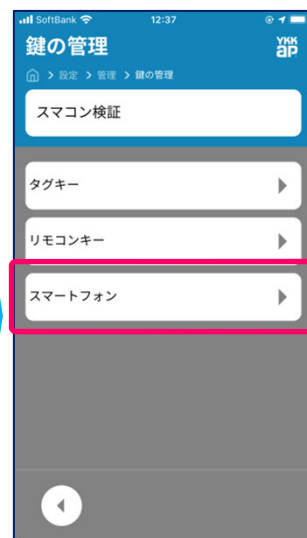 SoftBank 12:37
鍵の管理
YKK
ap
設定 > 管理 > 鍵の管理
スマコン検証
タグキー
リモコンキー
スマートフォン